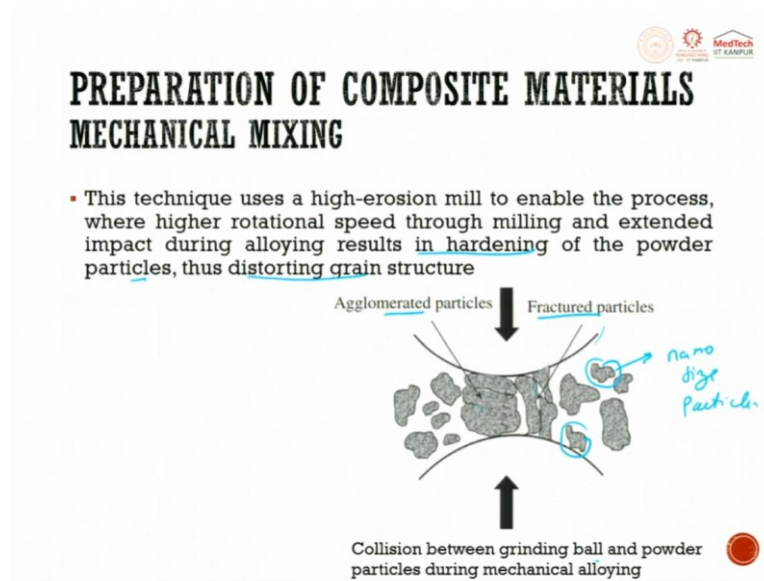 MedTech
IIT KANPUR
PREPARATION OF COMPOSITE MATERIALS
MECHANICAL MIXING
This technique uses a high-erosion mill to enable the process,
where higher rotational speed through milling and extended
impact during alloying results in hardening of the powder
particles, thus distorting grain structure
Agglomerated particles
Fractured particles
nano
size
Collision between grinding ball and powder
particles during mechanical alloying